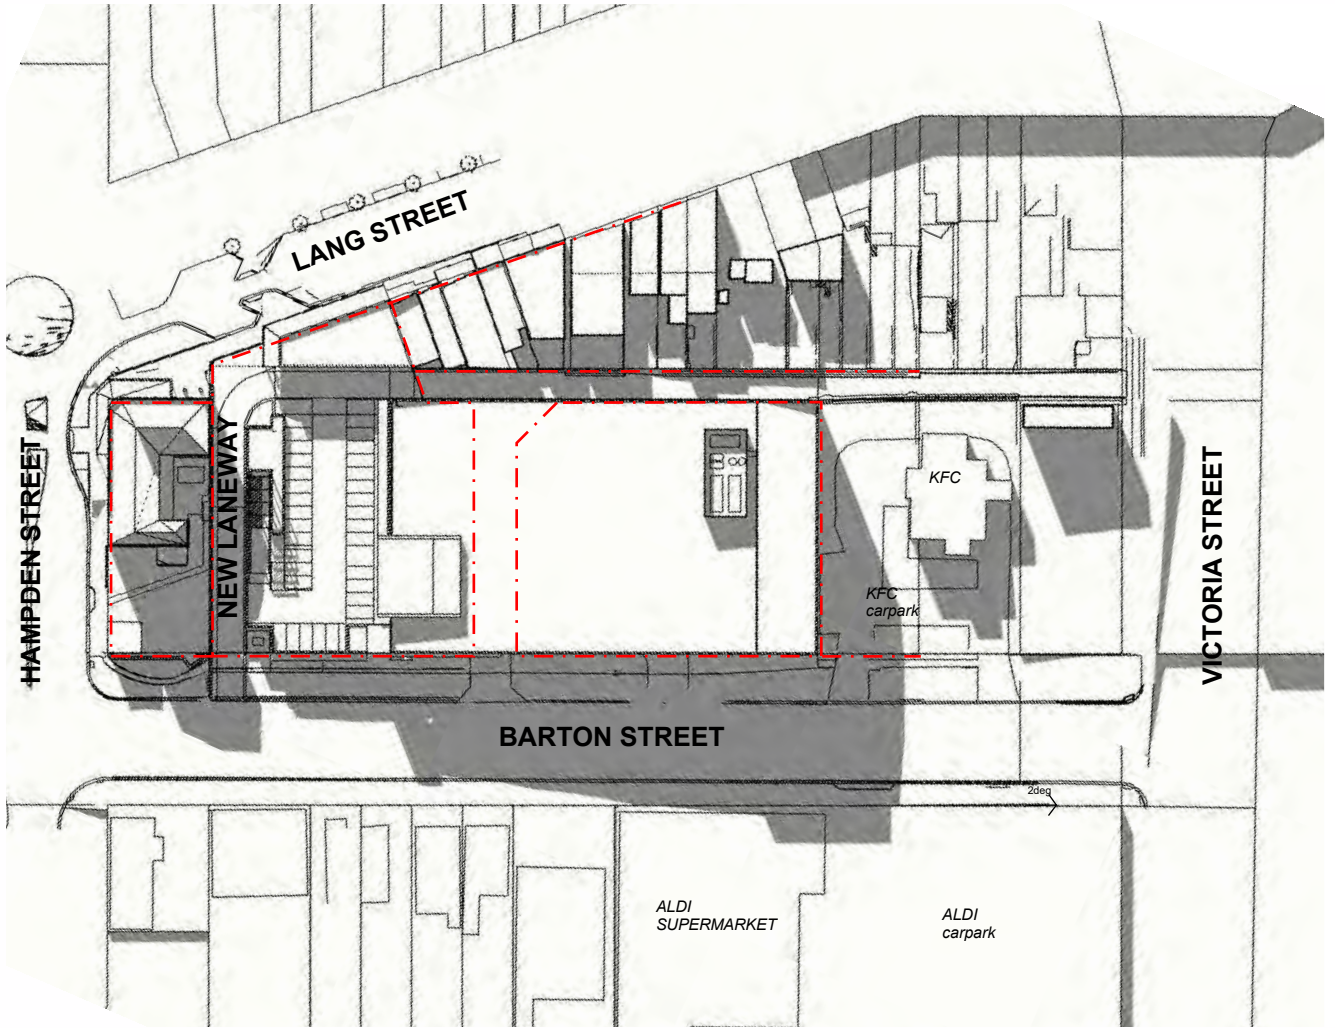 LANG STREET
HAMPDEN STREET
NEW LANEWAY
KFC
KFC
carpark
VICTORIA STREET
BARTON STREET
2deg
ALDI
SUPERMARKET
ALDI
carpark